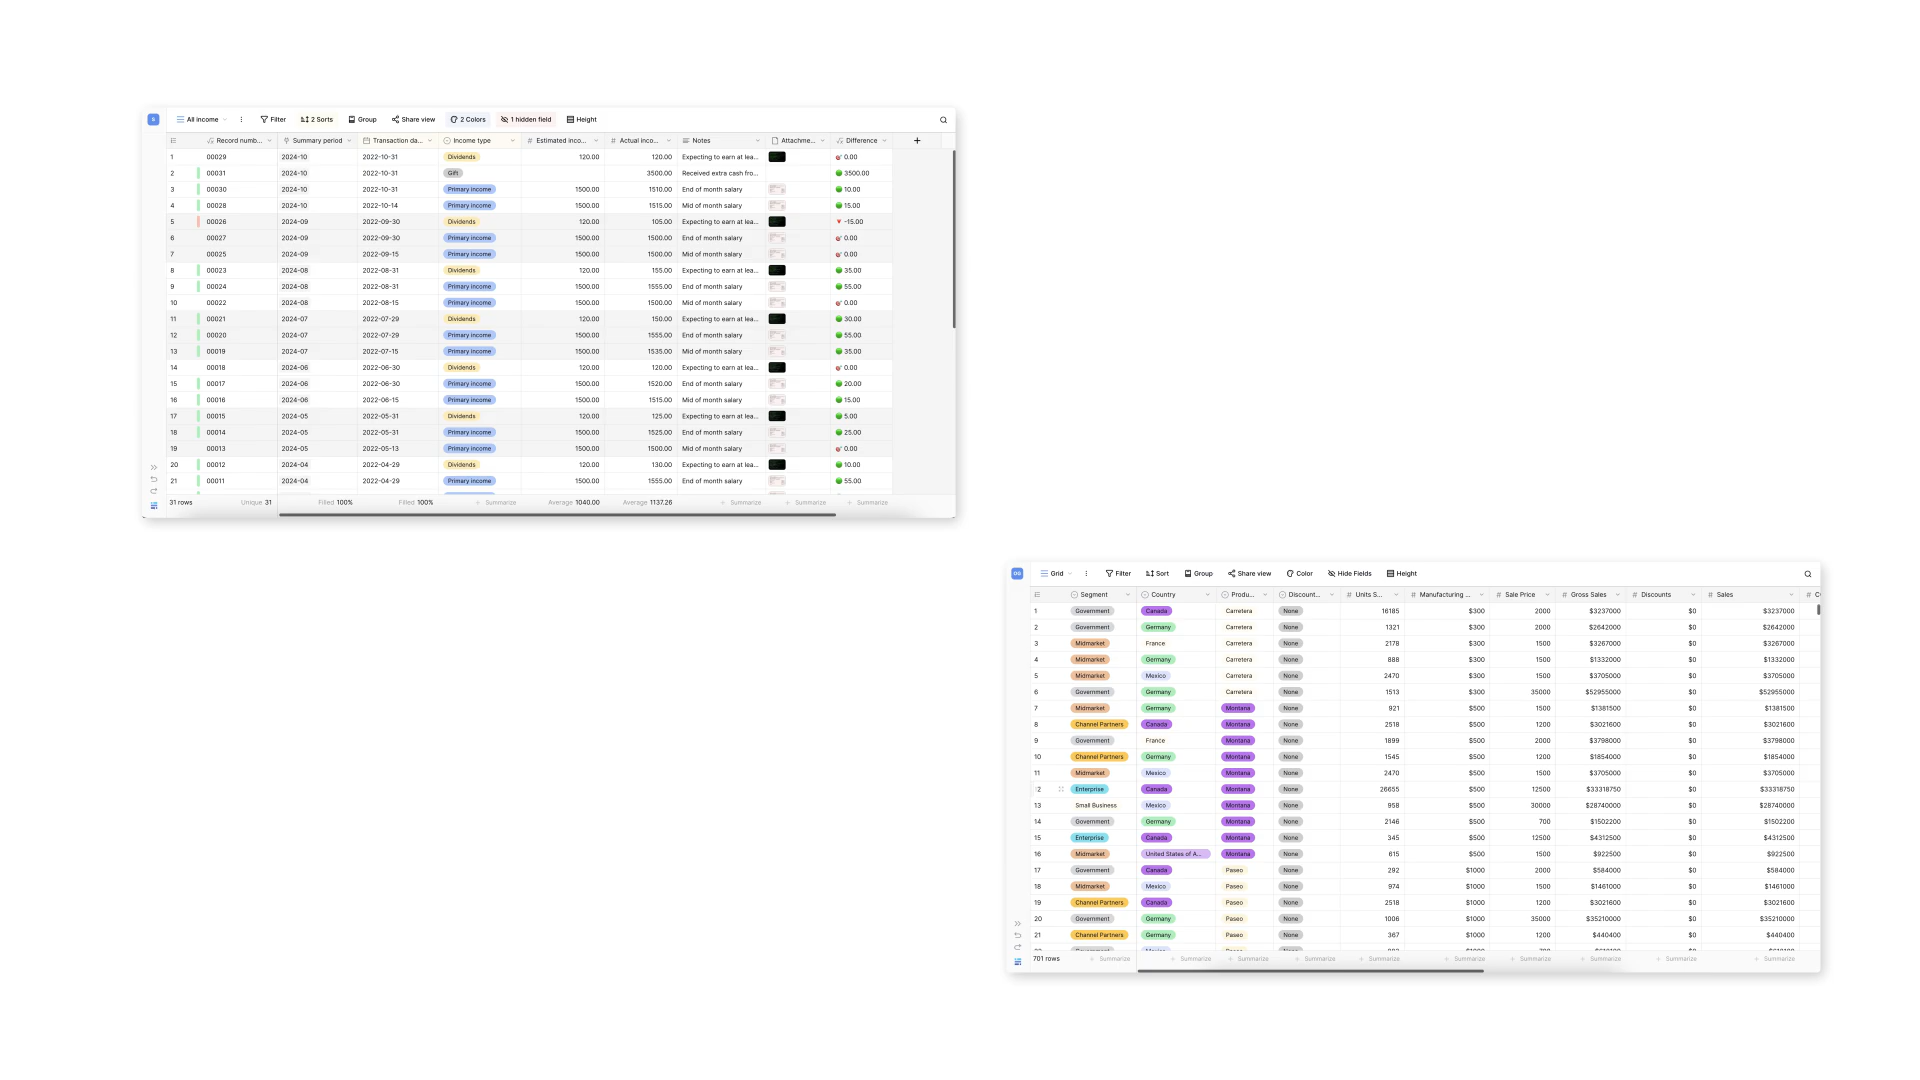 S All income Filter 2 Sorts Group Share view 2 Colors 1 hidden field Height
Record numb... Summary period Transaction da... Income type Estimated inco... Actual inco... Notes Attachme... Difference +
1 00029 2024-10 2022-10-31 Dividends 120.00 120.00 Expecting to earn at lea... 0.00
2 00031 2024-10 2022-10-31 Gift 3500.00 Received extra cash fro... 3500.00
3 00030 2024-10 2022-10-31 Primary income 1500.00 1510.00 End of month salary 10.00
4 00028 2024-10 2022-10-14 Primary income 1500.00 1515.00 Mid of month salary 15.00
5 00026 2024-09 2022-09-30 Dividends 120.00 105.00 Expecting to earn at lea... -15.00
6 00027 2024-09 2022-09-30 Primary income 1500.00 1500.00 End of month salary 0.00
7 00025 2024-09 2022-09-15 Primary income 1500.00 1500.00 Mid of month salary 0.00
8 00023 2024-08 2022-08-31 Dividends 120.00 155.00 Expecting to earn at lea... 35.00
9 00024 2024-08 2022-08-31 Primary income 1500.00 1555.00 End of month salary 55.00
10 00022 2024-08 2022-08-15 Primary income 1500.00 1500.00 Mid of month salary 0.00
11 00021 2024-07 2022-07-29 Dividends 120.00 150.00 Expecting to earn at lea... 30.00
12 00020 2024-07 2022-07-29 Primary income 1500.00 1555.00 End of month salary 55.00
13 00019 2024-07 2022-07-15 Primary income 1500.00 1535.00 Mid of month salary 35.00
14 00018 2024-06 2022-06-30 Dividends 120.00 120.00 Expecting to earn at lea... 0.00
15 00017 2024-06 2022-06-30 Primary income 1500.00 1520.00 End of month salary 20.00
16 00016 2024-06 2022-06-15 Primary income 1500.00 1515.00 Mid of month salary 15.00
17 00015 2024-05 2022-05-31 Dividends 120.00 125.00 Expecting to earn at lea... 5.00
18 00014 2024-05 2022-05-31 Primary income 1500.00 1525.00 End of month salary 25.00
19 00013 2024-05 2022-05-13 Primary income 1500.00 1500.00 Mid of month salary 0.00
20 00012 2024-04 2022-04-29 Dividends 120.00 130.00 Expecting to earn at lea... 10.00
21 00011 2024-04 2022-04-29 Primary income 1500.00 1555.00 End of month salary 55.00
31 rows Unique 31 Filled 100% Filled 100% + Summarize Average 1040.00 Average 1137.26 + Summarize + Summarize + Summarize
Grid Filter Sort Group Share view Color Hide Fields Height
Segment Country Produ... Discount... # Units S... # Manufacturing ... # Sale Price # Gross Sales # Discounts # Sales #
1 Government Canada Carretera None 16185 $300 2000 $3237000 $0 $3237000
2 Government Germany Carretera None 1321 $300 2000 $2642000 $0 $2642000
3 Midmarket France Carretera None 2178 $300 1500 $3267000 $0 $3267000
4 Midmarket Germany Carretera None 888 $300 1500 $1332000 $0 $1332000
5 Midmarket Mexico Carretera None 2470 $300 1500 $3705000 $0 $3705000
6 Government Germany Carretera None 1513 $300 35000 $52955000 $0 $52955000
7 Midmarket Germany Montana None 921 $500 1500 $1381500 $0 $1381500
8 Channel Partners Canada Montana None 2518 $500 1200 $3021600 $0 $3021600
9 Government France Montana None 1899 $500 2000 $3798000 $0 $3798000
10 Channel Partners Germany Montana None 1545 $500 1200 $1854000 $0 $1854000
11 Midmarket Mexico Montana None 2470 $500 1500 $3705000 $0 $3705000
2 Enterprise Canada Montana None 26655 $500 12500 $33318750 $0 $33318750
13 Small Business Mexico Montana None 958 $500 30000 $28740000 $0 $28740000
14 Government Germany Montana None 2146 $500 700 $1502200 $0 $1502200
15 Enterprise Canada Montana None 345 $500 12500 $4312500 $0 $4312500
16 Midmarket United States of A... Montana None 615 $500 1500 $922500 $0 $922500
17 Government Canada Paseo None 292 $1000 2000 $584000 $0 $584000
18 Midmarket Mexico Paseo None 974 $1000 1500 $1461000 $0 $1461000
19 Channel Partners Canada Paseo None 2518 $1000 1200 $3021600 $0 $3021600
20 Government Germany Paseo None 1006 $1000 35000 $35210000 $0 $35210000
21 Channel Partners Germany Paseo None 367 $1000 1200 $440400 $0 $440400
701 rows + Summarize + Summarize + Summarize + Summarize + Summarize + Summarize + Summarize + Summarize + Summarize + Summarize